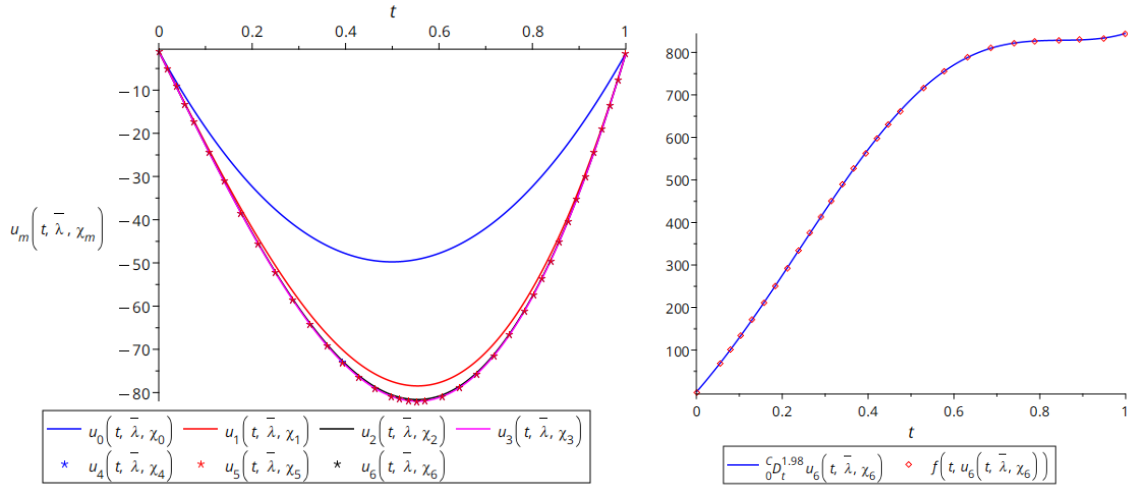 t
0 0.2 0.4 0.6 0.8 1
−10
−20
−30
−40
−50
−60
−70
−80
u_m(t, λ̅, χ_m)
u_0(t, λ̅, χ_0) u_1(t, λ̅, χ_1) u_2(t, λ̅, χ_2) u_3(t, λ̅, χ_3)
u_4(t, λ̅, χ_4) u_5(t, λ̅, χ_5) u_6(t, λ̅, χ_6)
800
700
600
500
400
300
200
100
0 0.2 0.4 0.6 0.8 1
t
^C_0D_t^1.98 u_6(t, λ̅, χ_6) f(t, u_6(t, λ̅, χ_6))